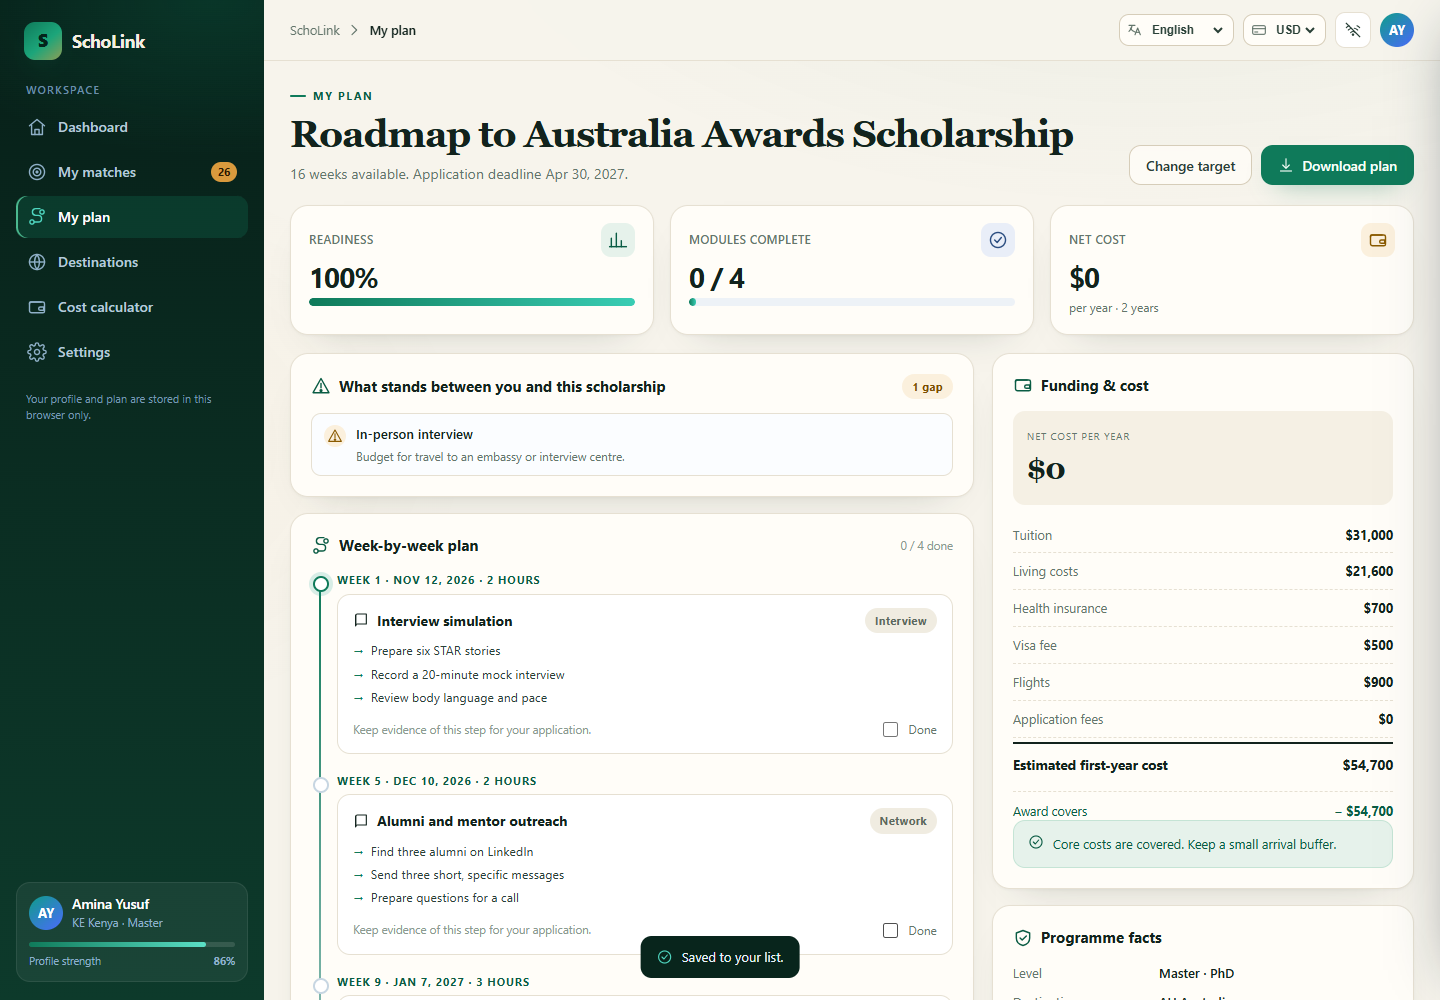 S
SchoLink
WORKSPACE
Dashboard
My matches
26
My plan
Destinations
Cost calculator
Settings
Your profile and plan are stored in this
browser only.
AY
Amina Yusuf
KE Kenya · Master
Profile strength
86%
SchoLink
My plan
English
USD
AY
MY PLAN
Roadmap to Australia Awards Scholarship
16 weeks available. Application deadline Apr 30, 2027.
Change target
Download plan
READINESS
100%
MODULES COMPLETE
0 / 4
NET COST
$0
per year · 2 years
What stands between you and this scholarship
1 gap
In-person interview
Budget for travel to an embassy or interview centre.
Week-by-week plan
0 / 4 done
WEEK 1 · NOV 12, 2026 · 2 HOURS
Interview simulation
Interview
→ Prepare six STAR stories
→ Record a 20-minute mock interview
→ Review body language and pace
Keep evidence of this step for your application.
Done
WEEK 5 · DEC 10, 2026 · 2 HOURS
Alumni and mentor outreach
Network
→ Find three alumni on LinkedIn
→ Send three short, specific messages
→ Prepare questions for a call
Keep evidence of this step for your application.
Done
WEEK 9 · JAN 7, 2027 · 3 HOURS
Funding & cost
NET COST PER YEAR
$0
Tuition $31,000
Living costs $21,600
Health insurance $700
Visa fee $500
Flights $900
Application fees $0
Estimated first-year cost $54,700
Award covers – $54,700
Core costs are covered. Keep a small arrival buffer.
Programme facts
Level Master · PhD
Saved to your list.